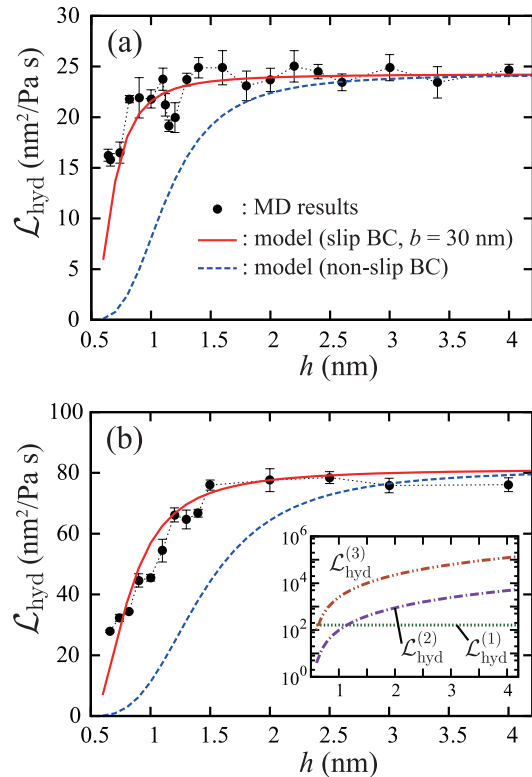 (a)
30
25
20
15
10
5
0
ℒhyd (nm²/Pa s)
● : MD results
: model (slip BC, b = 30 nm)
: model (non-slip BC)
0.5 1 1.5 2 2.5 3 3.5 4
h (nm)
(b)
100
80
60
40
20
0
ℒhyd (nm²/Pa s)
10⁶
10⁴
10²
10⁰
ℒhyd(3)
ℒhyd(2)
ℒhyd(1)
1 2 3 4
0.5 1 1.5 2 2.5 3 3.5 4
h (nm)